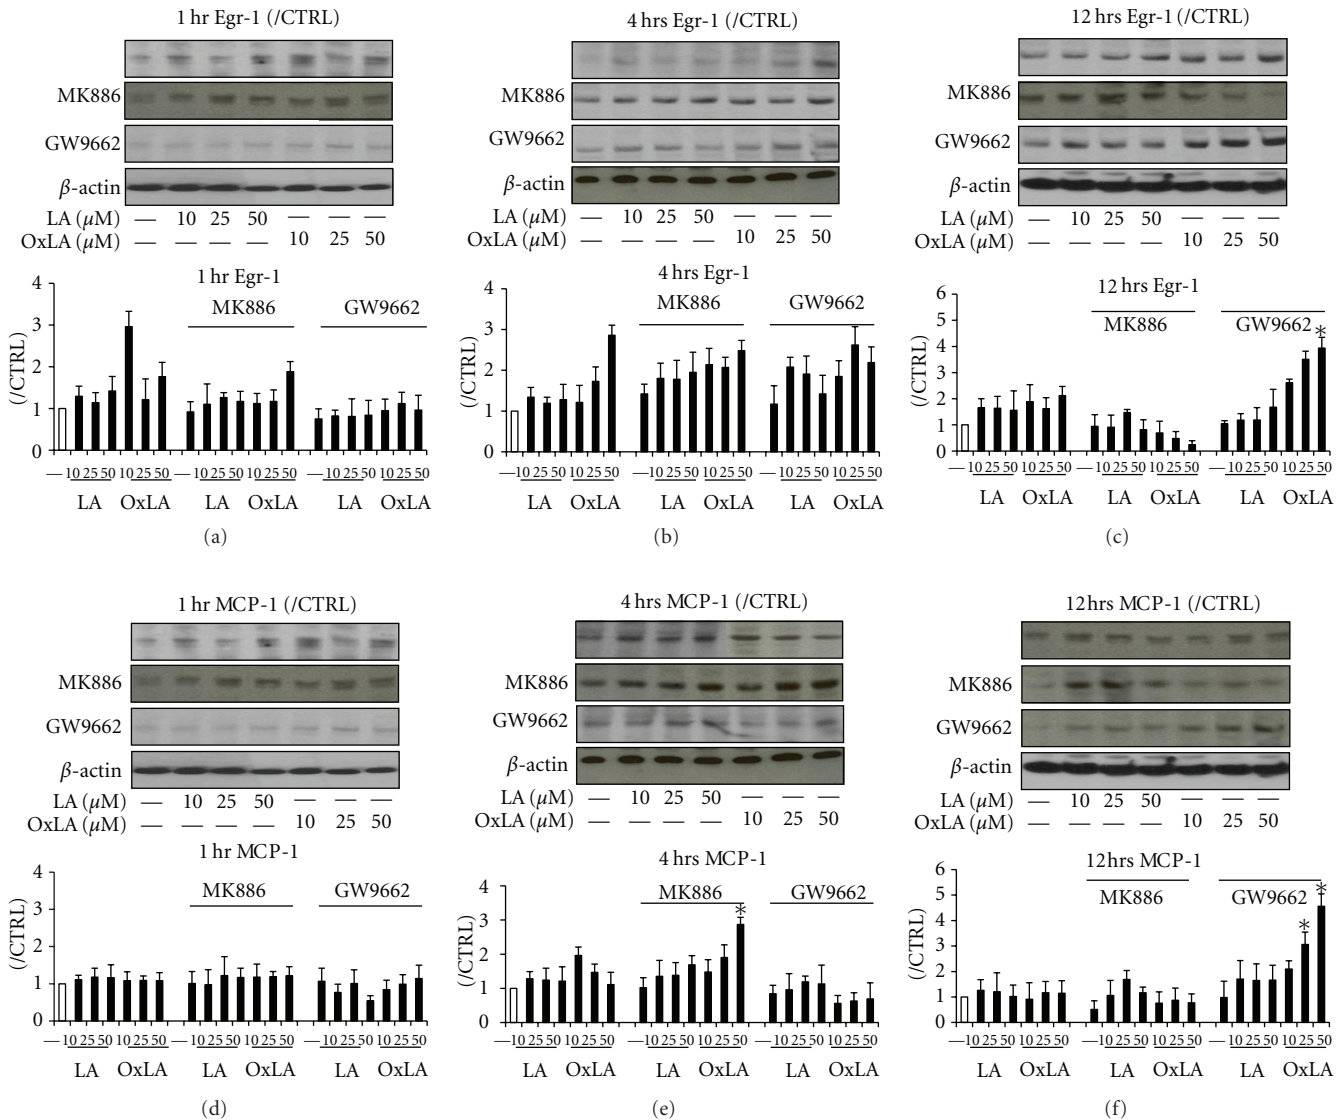 1 hr Egr-1 (/CTRL)
MK886
GW9662
β-actin
LA (µM) — 10 25 50 — — —
OxLA (µM) — — — — 10 25 50
1 hr Egr-1
MK886 GW9662
(/CTRL)
4
3
2
1
0
— 10 25 50 10 25 50 — 10 25 50 10 25 50 — 10 25 50 10 25 50
LA OxLA LA OxLA LA OxLA
(a)
4 hrs Egr-1 (/CTRL)
MK886
GW9662
β-actin
LA (µM) — 10 25 50 — — —
OxLA (µM) — — — — 10 25 50
4 hrs Egr-1
MK886 GW9662
(/CTRL)
4
3
2
1
0
— 10 25 50 10 25 50 — 10 25 50 10 25 50 — 10 25 50 10 25 50
LA OxLA LA OxLA LA OxLA
(b)
12 hrs Egr-1 (/CTRL)
MK886
GW9662
β-actin
LA (µM) — 10 25 50 — — —
OxLA (µM) — — — — 10 25 50
12 hrs Egr-1
MK886 GW9662
*
(/CTRL)
6
5
4
3
2
1
0
— 10 25 50 10 25 50 — 10 25 50 10 25 50 — 10 25 50 10 25 50
LA OxLA LA OxLA LA OxLA
(c)
1 hr MCP-1 (/CTRL)
MK886
GW9662
β-actin
LA (µM) — 10 25 50 — — —
OxLA (µM) — — — — 10 25 50
1 hr MCP-1
MK886 GW9662
(/CTRL)
4
3
2
1
0
— 10 25 50 10 25 50 — 10 25 50 10 25 50 — 10 25 50 10 25 50
LA OxLA LA OxLA LA OxLA
(d)
4 hrs MCP-1 (/CTRL)
MK886
GW9662
β-actin
LA (µM) — 10 25 50 — — —
OxLA (µM) — — — — 10 25 50
4 hrs MCP-1
MK886 GW9662
*
(/CTRL)
4
3
2
1
0
— 10 25 50 10 25 50 — 10 25 50 10 25 50 — 10 25 50 10 25 50
LA OxLA LA OxLA LA OxLA
(e)
12hrs MCP-1 (/CTRL)
MK886
GW9662
β-actin
LA (µM) — 10 25 50 — — —
OxLA (µM) — — — — 10 25 50
12hrs MCP-1
MK886 GW9662
* *
(/CTRL)
6
5
4
3
2
1
0
— 10 25 50 10 25 50 — 10 25 50 10 25 50 — 10 25 50 10 25 50
LA OxLA LA OxLA LA OxLA
(f)